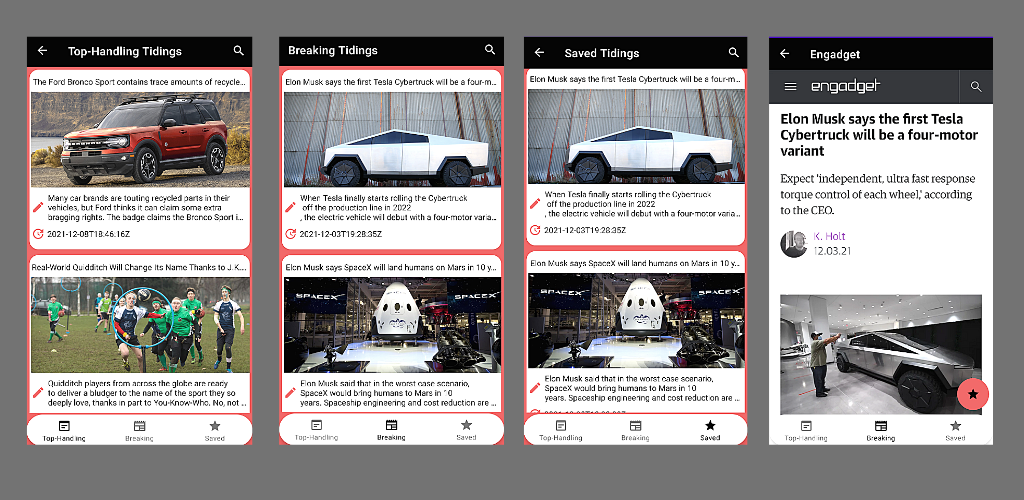 Top-Handling Tidings
The Ford Bronco Sport contains trace amounts of recycle...
Many car brands are touting recycled parts in their
vehicles, but Ford thinks it can claim some extra
bragging rights. The badge claims the Bronco Sport i...
2021-12-08T18:46:16Z
Real-World Quidditch Will Change Its Name Thanks to J.K....
Quidditch players from across the globe are ready
to deliver a bludger to the name of the sport they so
deeply love, thanks in part to You-Know-Who. No, not ...
Top-Handling
Breaking
Saved
Breaking Tidings
Elon Musk says the first Tesla Cybertruck will be a four-m...
When Tesla finally starts rolling the Cybertruck
off the production line in 2022
, the electric vehicle will debut with a four-motor varia...
2021-12-03T19:28:35Z
Elon Musk says SpaceX will land humans on Mars in 10 y...
SPACEX
SPACEX
Elon Musk said that in the worst case scenario,
SpaceX would bring humans to Mars in 10
years. Spaceship engineering and cost reduction are ...
Top-Handling
Breaking
Saved
Saved Tidings
Elon Musk says the first Tesla Cybertruck will be a four-m...
When Tesla finally starts rolling the Cybertruck
off the production line in 2022
, the electric vehicle will debut with a four-motor varia...
2021-12-03T19:28:35Z
Elon Musk says SpaceX will land humans on Mars in 10 y...
SPACEX
SPACEX
Elon Musk said that in the worst case scenario,
SpaceX would bring humans to Mars in 10
years. Spaceship engineering and cost reduction are ...
Top-Handling
Breaking
Saved
Engadget
engadget
Elon Musk says the first Tesla
Cybertruck will be a four-motor
variant
Expect 'independent, ultra fast response
torque control of each wheel,' according
to the CEO.
K. Holt
12.03.21
Top-Handling
Breaking
Saved